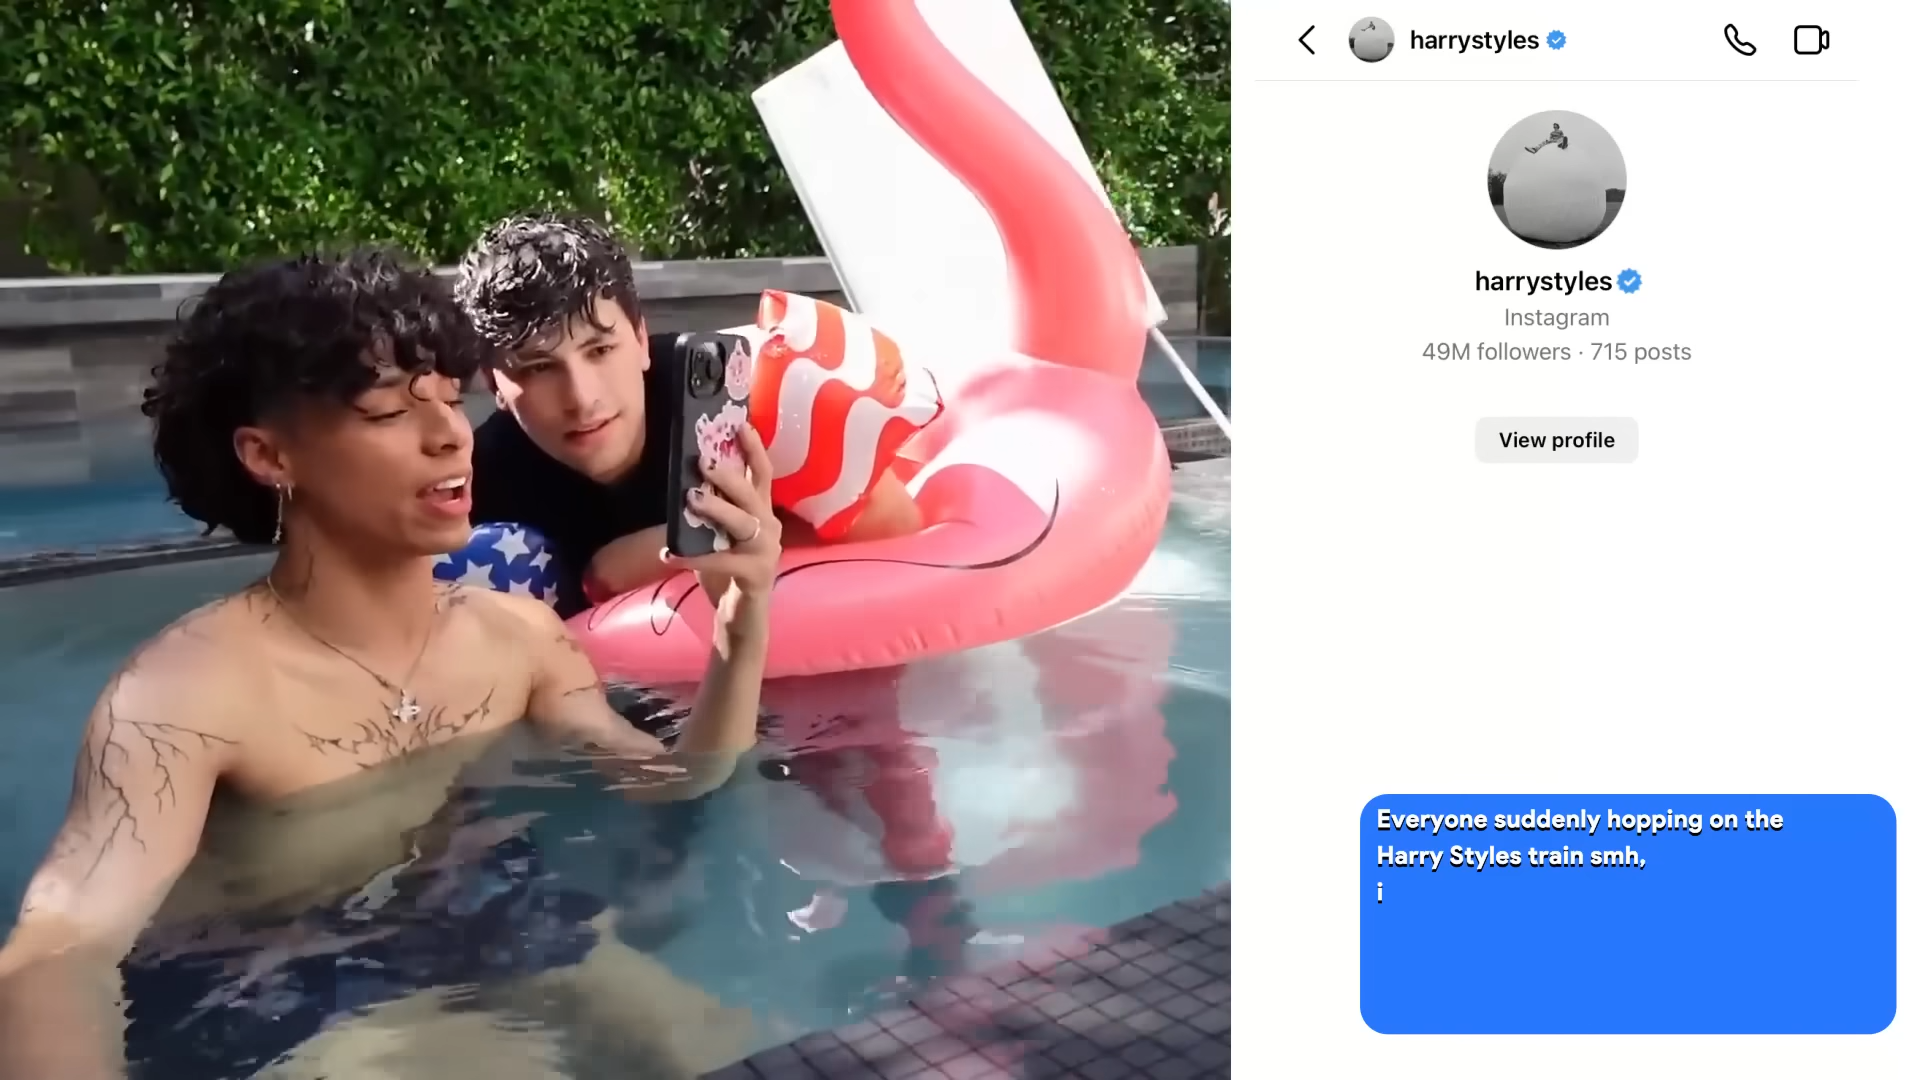 harrystyles
harrystyles
Instagram
49M followers · 715 posts
View profile
Everyone suddenly hopping on the
Harry Styles train smh,
i